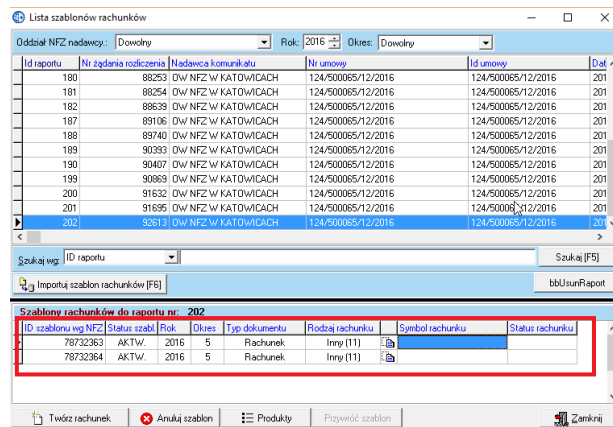 Lista szablonów rachunków
Oddział NFZ nadawcy.: Dowolny Rok: 2016 Okres: Dowolny
Id raportu Nr żądania rozliczenia Nadawca komunikatu Nr umowy Id umowy Dat
180 88253 OW NFZ W KATOWICACH 124/500065/12/2016 124/500065/12/2016 201
181 88254 OW NFZ W KATOWICACH 124/500065/12/2016 124/500065/12/2016 201
182 88639 OW NFZ W KATOWICACH 124/500065/12/2016 124/500065/12/2016 201
187 89106 OW NFZ W KATOWICACH 124/500065/12/2016 124/500065/12/2016 201
188 89740 OW NFZ W KATOWICACH 124/500065/12/2016 124/500065/12/2016 201
189 90393 OW NFZ W KATOWICACH 124/500065/12/2016 124/500065/12/2016 201
190 90407 OW NFZ W KATOWICACH 124/500065/12/2016 124/500065/12/2016 201
199 90869 OW NFZ W KATOWICACH 124/500065/12/2016 124/500065/12/2016 201
200 91632 OW NFZ W KATOWICACH 124/500065/12/2016 124/500065/12/2016 201
201 91695 OW NFZ W KATOWICACH 124/500065/12/2016 124/500065/12/2016 201
202 92613 OW NFZ W KATOWICACH 124/500065/12/2016 124/500065/12/2016 201
Szukaj wg: ID raportu Szukaj [F5]
Importuj szablon rachunków [F6] bbUsunRaport
Szablony rachunków do raportu nr: 202
ID szablonu wg NFZ Status szabl. Rok Okres Typ dokumentu Rodzaj rachunku Symbol rachunku Status rachunku
78732363 AKTW. 2016 5 Rachunek Inny (11)
78732364 AKTW. 2016 5 Rachunek Inny (11)
Twórz rachunek Anuluj szablon Produkty Przywróć szablon Zamknij